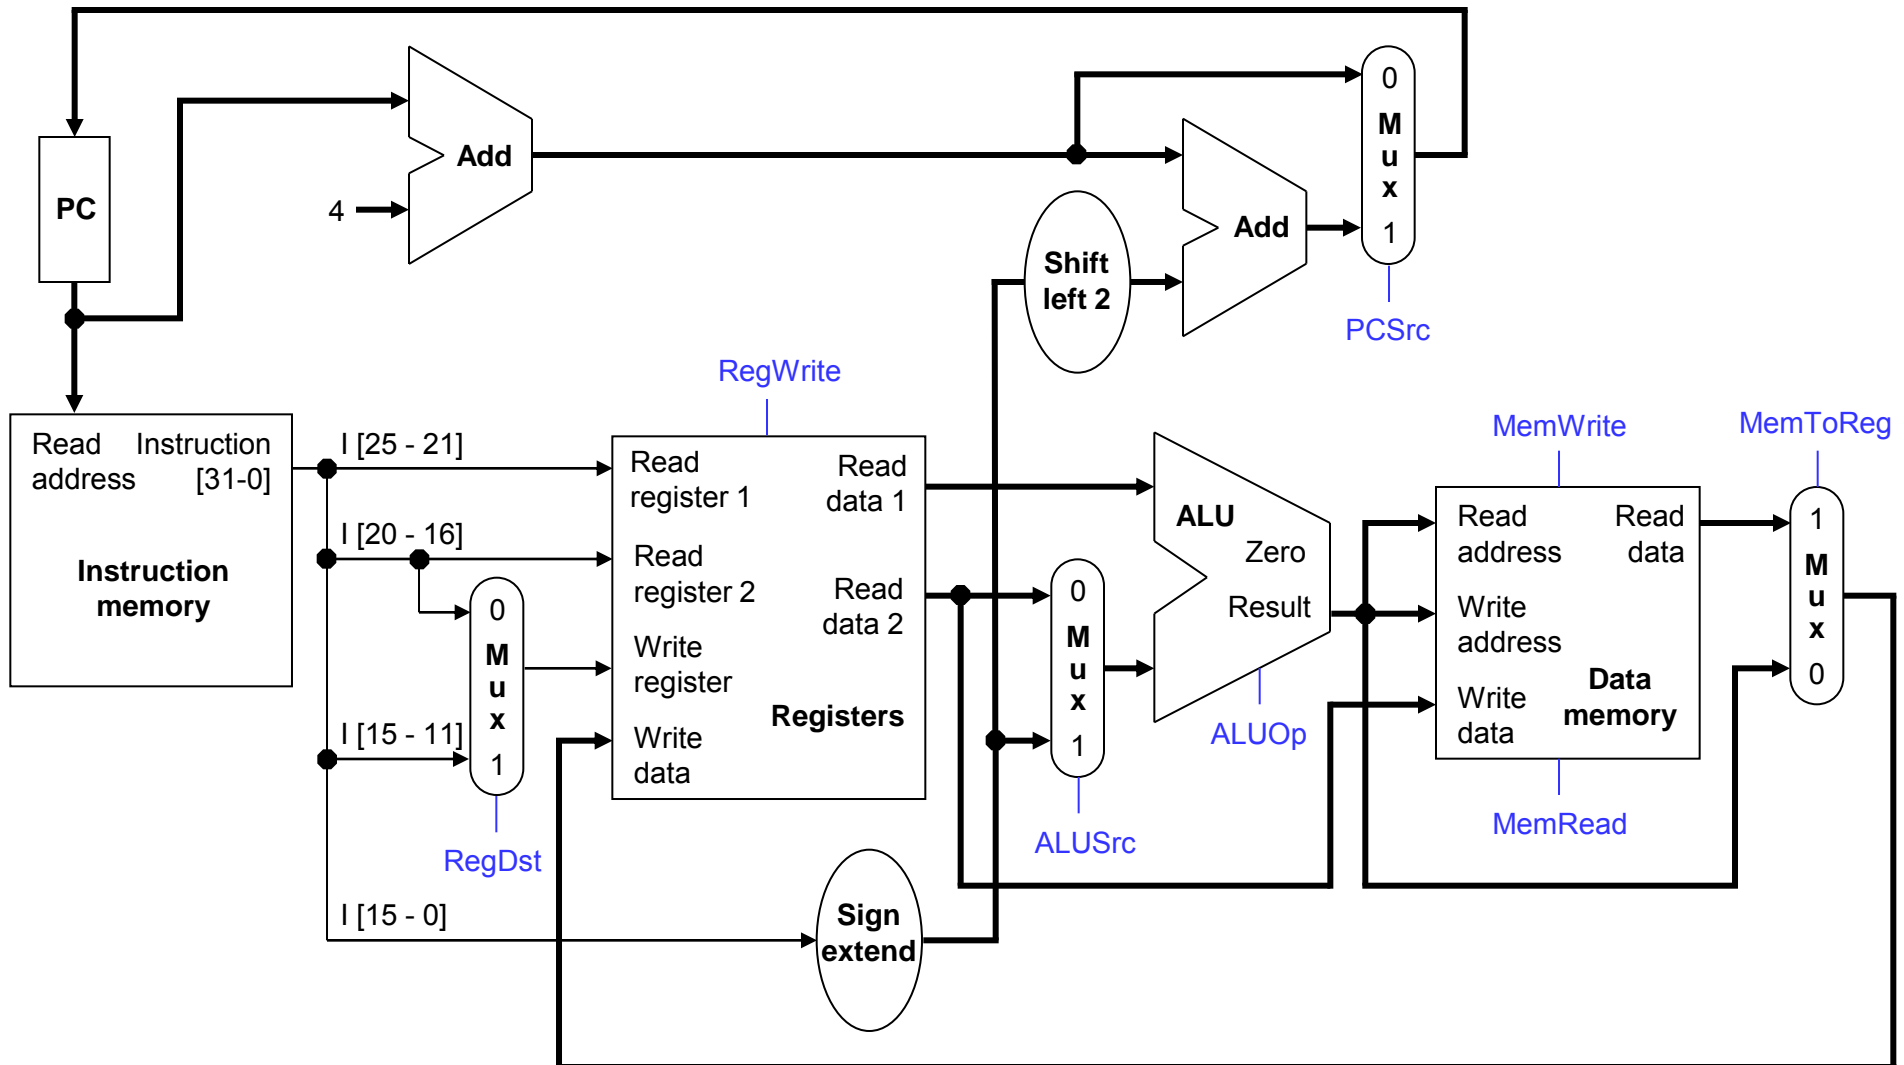 PC
Add
4
Add
Shift
left 2
0
M
u
x
1
PCSrc
Read
address
Instruction
[31-0]
Instruction
memory
I [25 - 21]
I [20 - 16]
I [15 - 11]
I [15 - 0]
0
M
u
x
1
RegDst
RegWrite
Read
register 1
Read
data 1
Read
register 2
Read
data 2
Write
register
Registers
Write
data
Sign
extend
0
M
u
x
1
ALUSrc
ALU
Zero
Result
ALUOp
MemWrite
Read
address
Read
data
Write
address
Write
data
Data
memory
MemRead
MemToReg
1
M
u
x
0